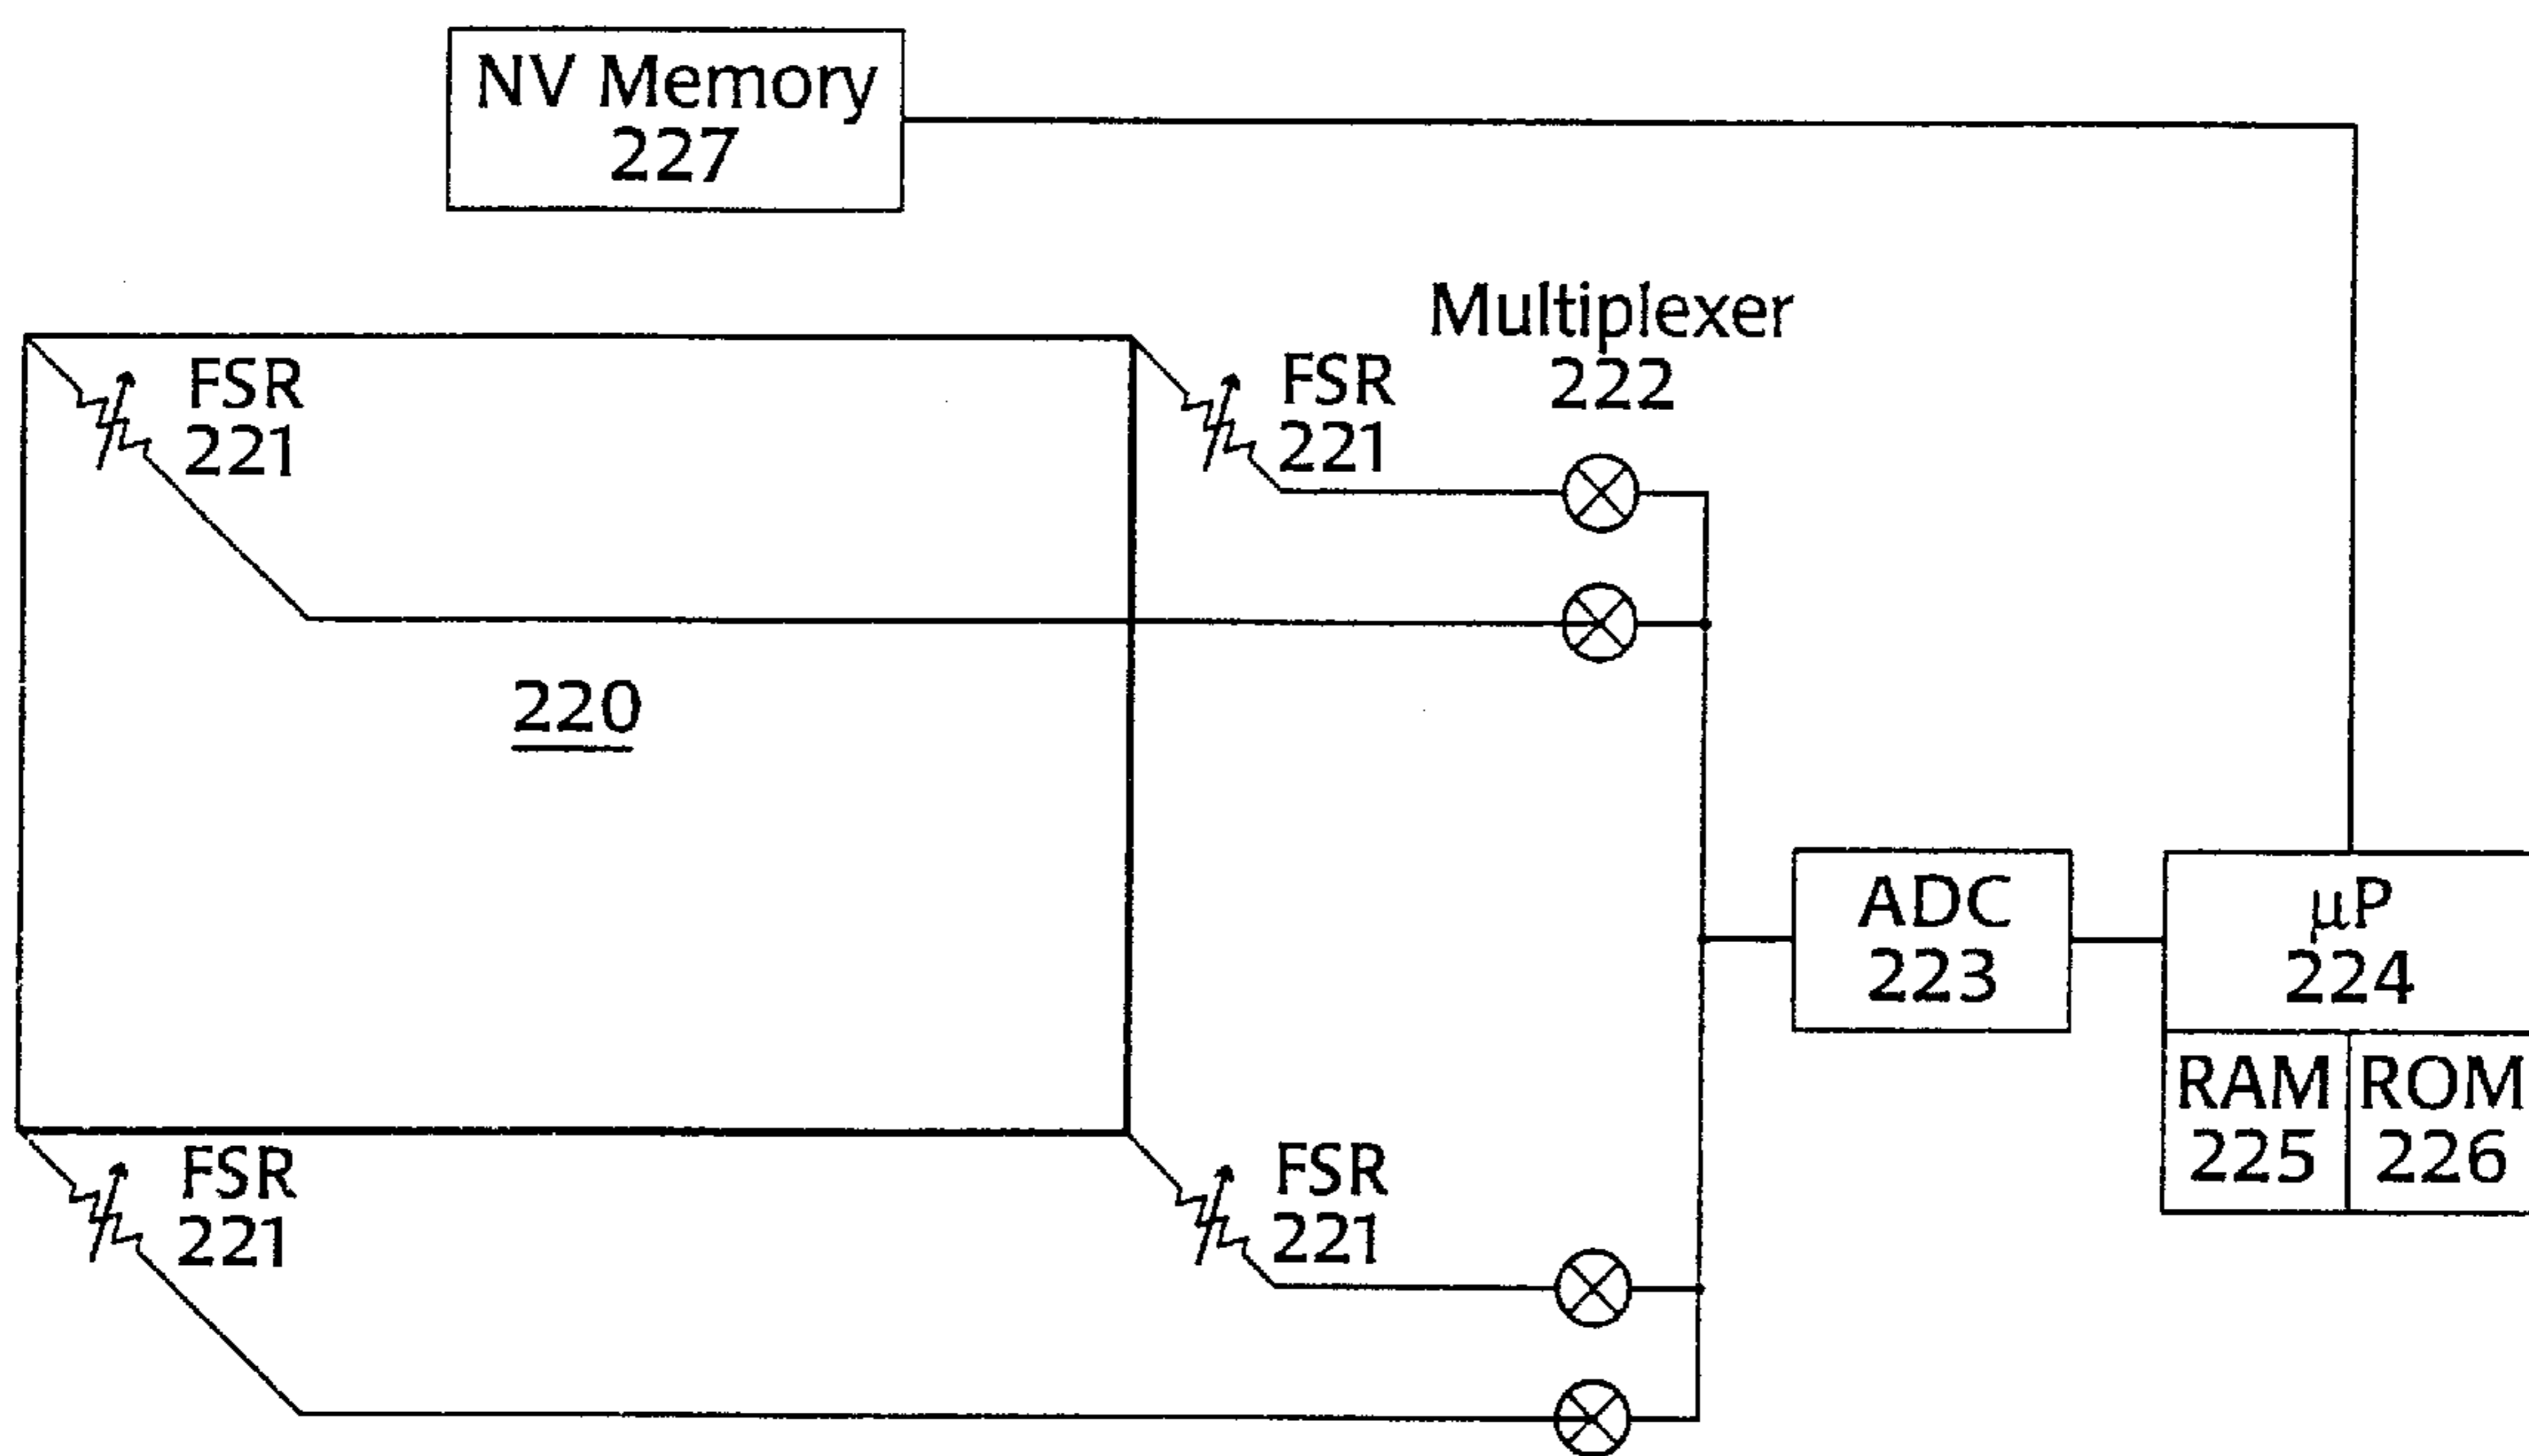 NV Memory
227
Multiplexer
222
FSR
221
FSR
221
220
ADC
223
µP
224
RAM
225
ROM
226
FSR
221
FSR
221